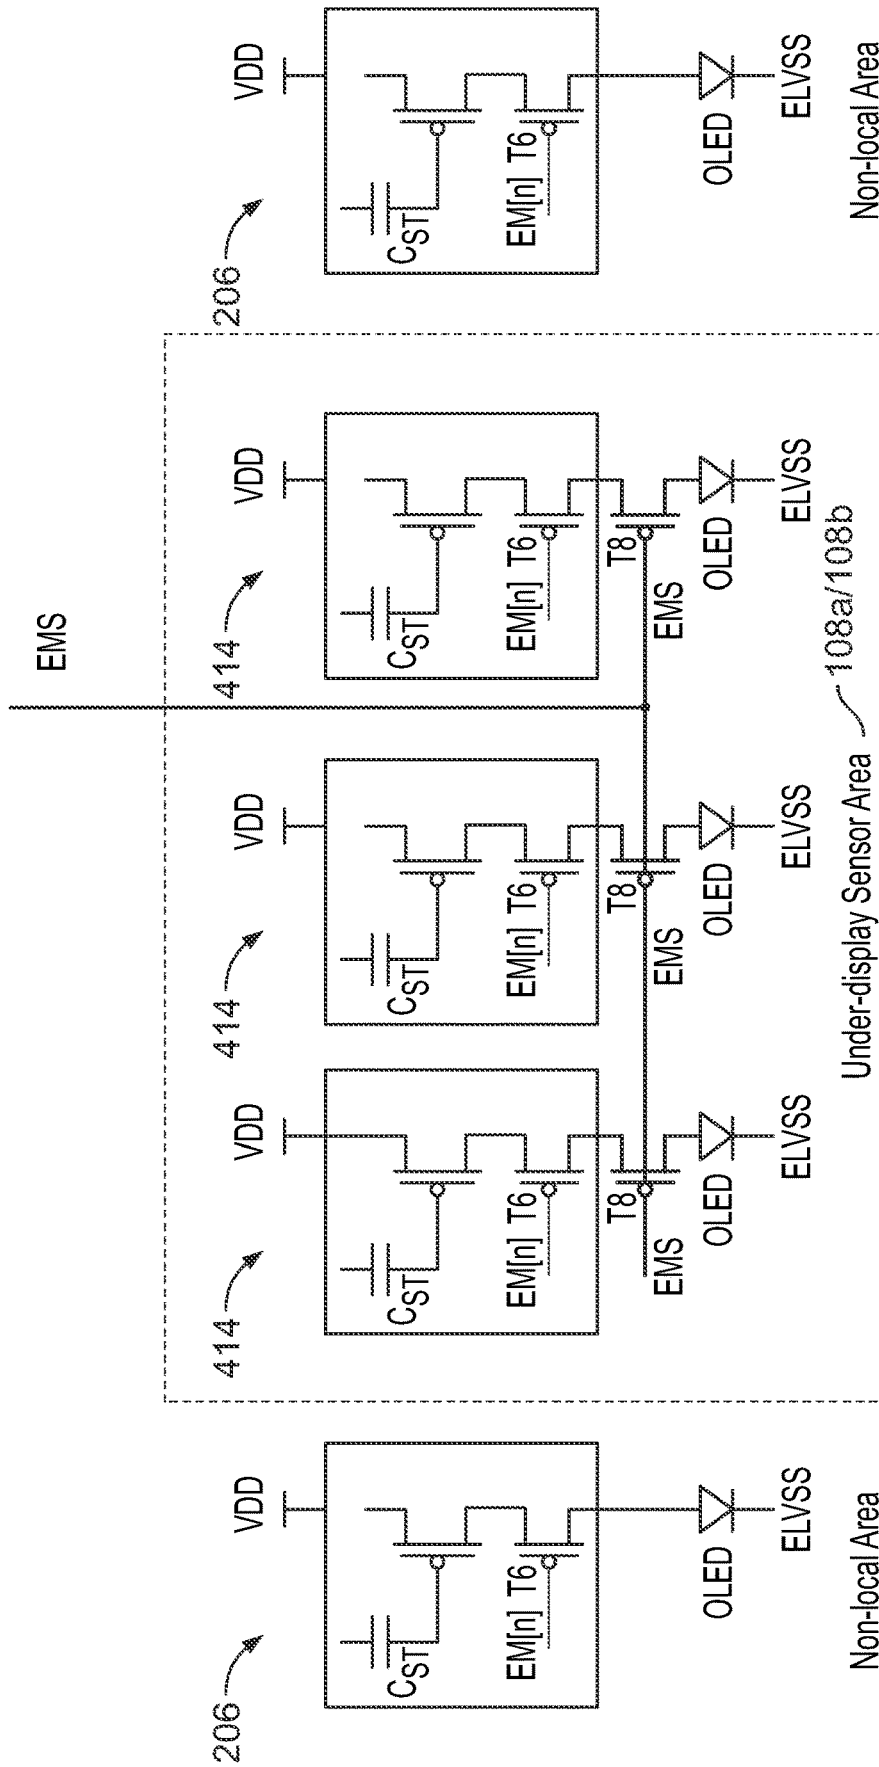 EMS
206
VDD
CST
EM[n] T6
OLED
ELVSS
Non-local Area
414
VDD
CST
EM[n] T6
T8
EMS
OLED
ELVSS
414
VDD
CST
EM[n] T6
T8
EMS
OLED
ELVSS
414
VDD
CST
EM[n] T6
T8
EMS
OLED
ELVSS
Under-display Sensor Area
108a/108b
206
VDD
CST
EM[n] T6
OLED
ELVSS
Non-local Area